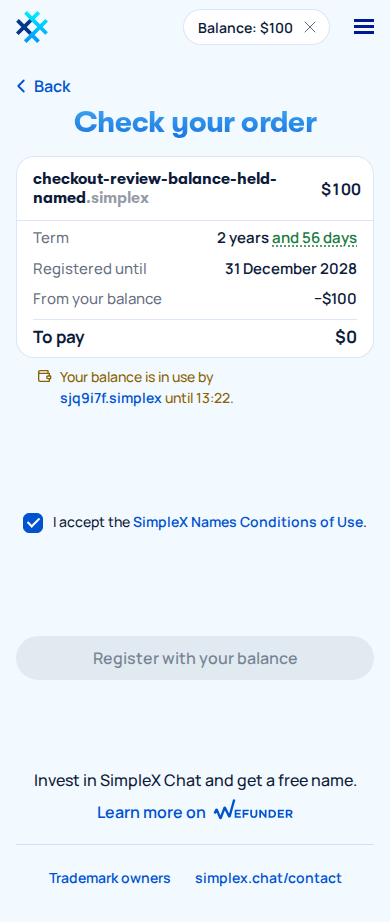 Balance: $100
Back
Check your order
checkout-review-balance-held-
named.simplex
$100
Term 2 years and 56 days
Registered until 31 December 2028
From your balance −$100
To pay $0
Your balance is in use by
sjq9i7f.simplex until 13:22.
I accept the SimpleX Names Conditions of Use.
Register with your balance
Invest in SimpleX Chat and get a free name.
Learn more on WEFUNDER
Trademark owners simplex.chat/contact